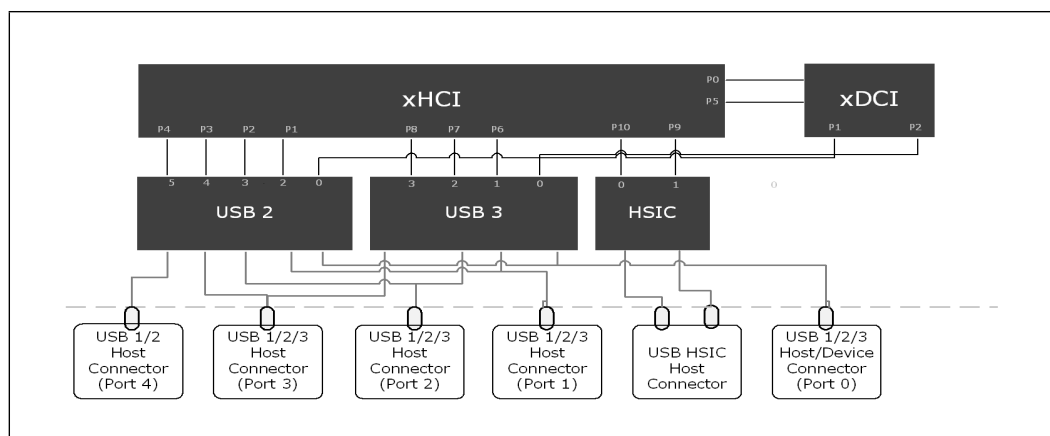 xHCI
P0
P5
xDCI
P4 P3 P2 P1 P8 P7 P6 P10 P9
P1 P2
5 4 3 2 0
3 2 1 0
0 1
0
USB 2
USB 3
HSIC
USB 1/2
Host
Connector
(Port 4)
USB 1/2/3
Host
Connector
(Port 3)
USB 1/2/3
Host
Connector
(Port 2)
USB 1/2/3
Host
Connector
(Port 1)
USB HSIC
Host
Connector
USB 1/2/3
Host/Device
Connector
(Port 0)